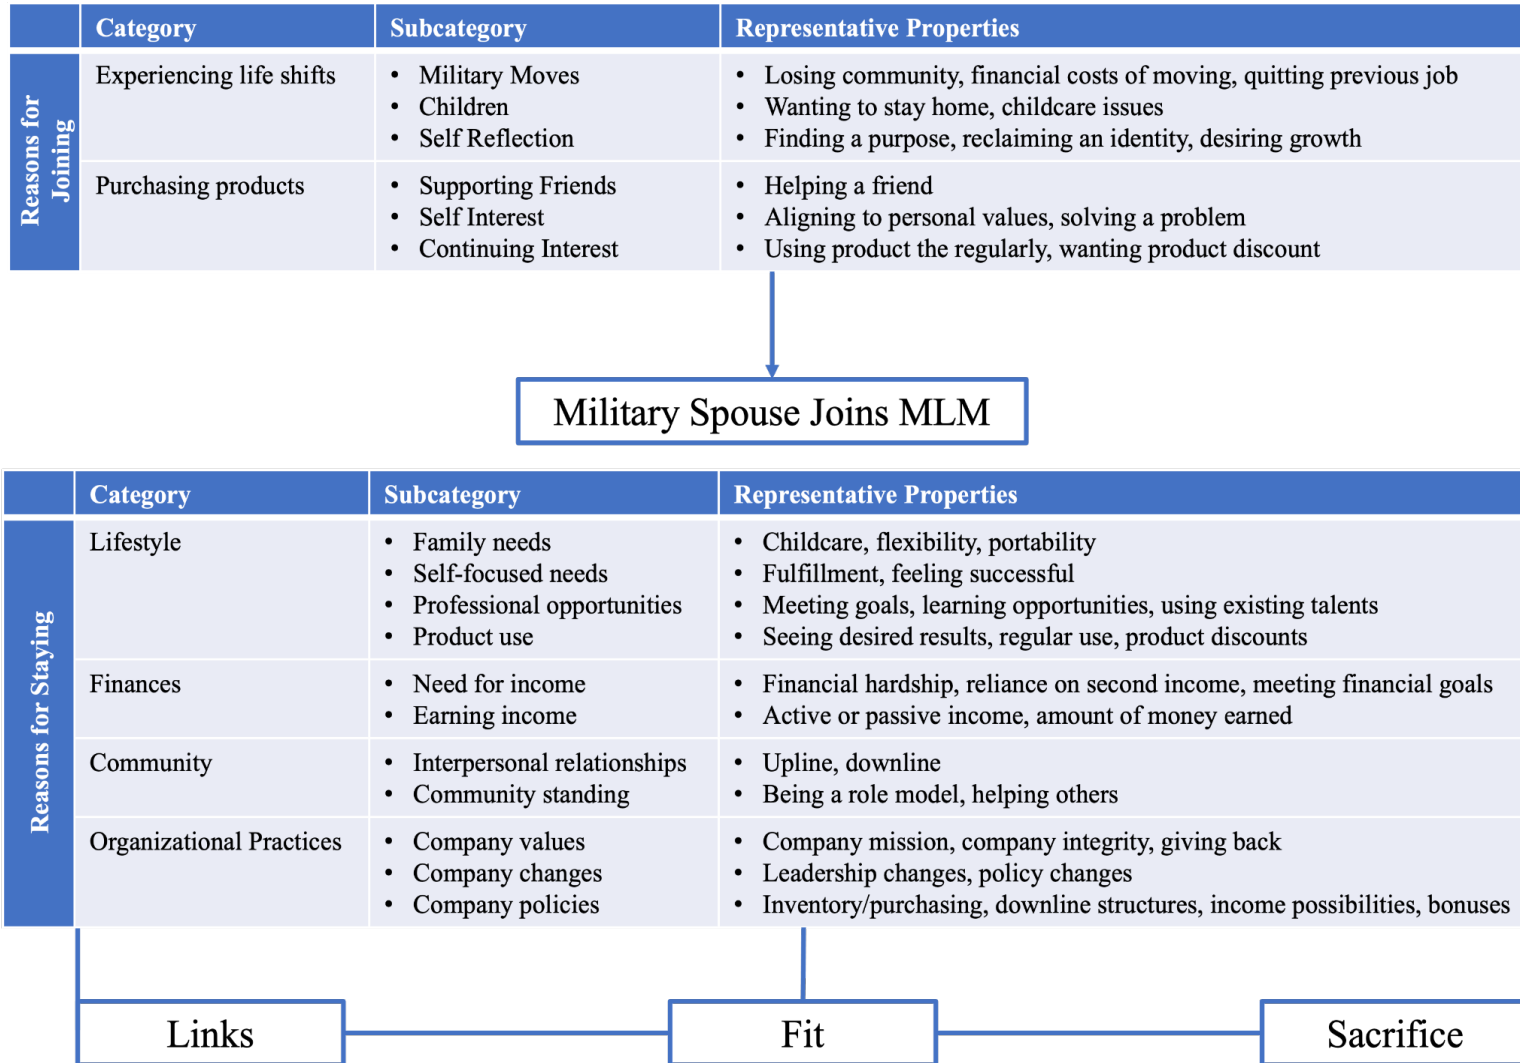 Category Subcategory Representative Properties
Reasons for
Joining
Experiencing life shifts • Military Moves • Losing community, financial costs of moving, quitting previous job
• Children • Wanting to stay home, childcare issues
• Self Reflection • Finding a purpose, reclaiming an identity, desiring growth
Purchasing products • Supporting Friends • Helping a friend
• Self Interest • Aligning to personal values, solving a problem
• Continuing Interest • Using product the regularly, wanting product discount
Military Spouse Joins MLM
Category Subcategory Representative Properties
Reasons for Staying
Lifestyle • Family needs • Childcare, flexibility, portability
• Self-focused needs • Fulfillment, feeling successful
• Professional opportunities • Meeting goals, learning opportunities, using existing talents
• Product use • Seeing desired results, regular use, product discounts
Finances • Need for income • Financial hardship, reliance on second income, meeting financial goals
• Earning income • Active or passive income, amount of money earned
Community • Interpersonal relationships • Upline, downline
• Community standing • Being a role model, helping others
Organizational Practices • Company values • Company mission, company integrity, giving back
• Company changes • Leadership changes, policy changes
• Company policies • Inventory/purchasing, downline structures, income possibilities, bonuses
Links Fit Sacrifice